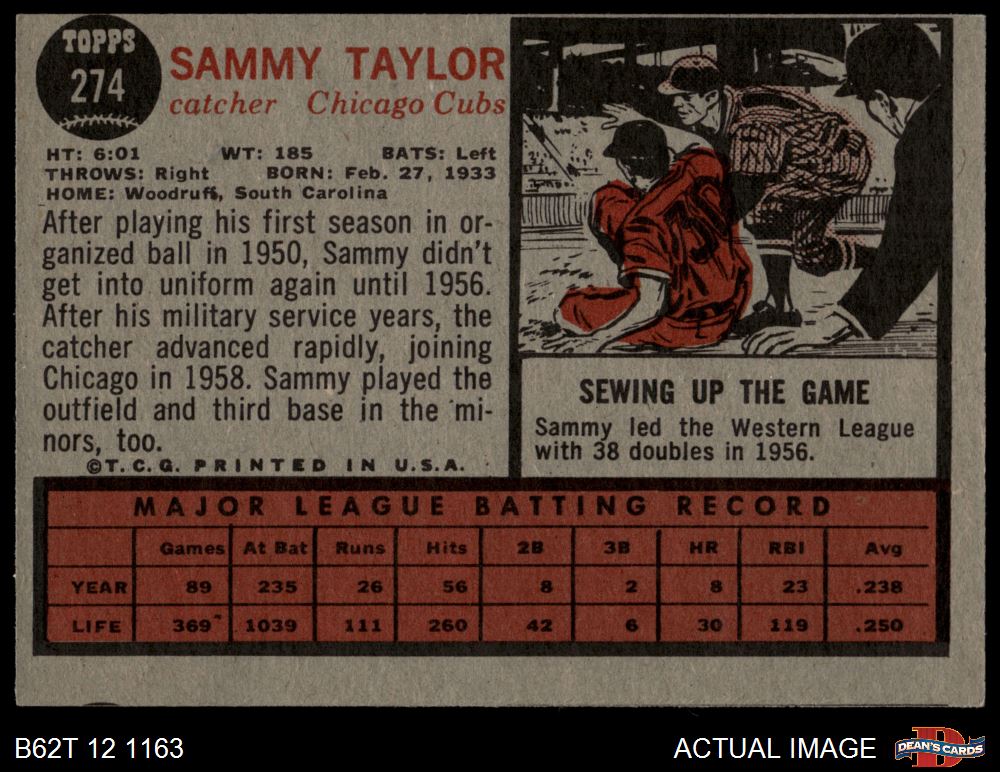 TOPPS
274
SAMMY TAYLOR
catcher Chicago Cubs
HT: 6:01 WT: 185 BATS: Left
THROWS: Right BORN: Feb. 27, 1933
HOME: Woodruff, South Carolina
After playing his first season in or-
ganized ball in 1950, Sammy didn't
get into uniform again until 1956.
After his military service years, the
catcher advanced rapidly, joining
Chicago in 1958. Sammy played the
outfield and third base in the mi-
nors, too.
©T.C.G. PRINTED IN U.S.A.
SEWING UP THE GAME
Sammy led the Western League
with 38 doubles in 1956.
MAJOR LEAGUE BATTING RECORD
Games At Bat Runs Hits 2B 3B HR RBI Avg
YEAR 89 235 26 56 8 2 8 23 .238
LIFE 369 1039 111 260 42 6 30 119 .250
B62T 12 1163
ACTUAL IMAGE
DEAN'S CARDS